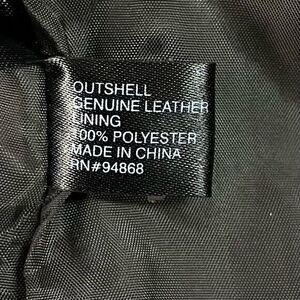 OUTSHELL
GENUINE LEATHER
LINING
100% POLYESTER
MADE IN CHINA
RN#94868